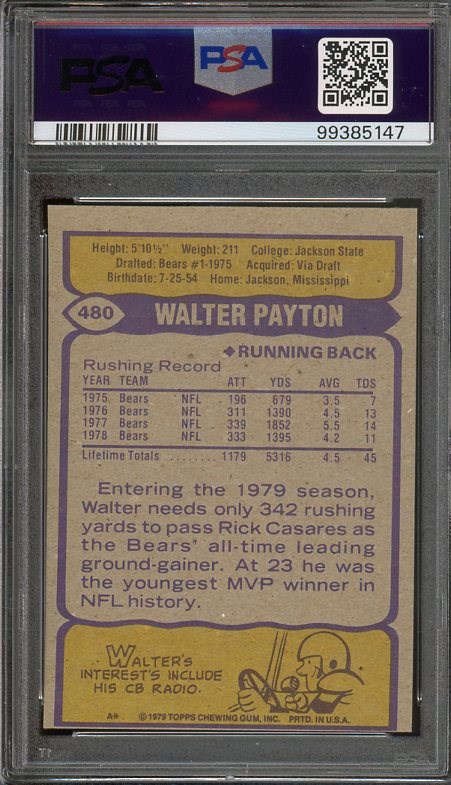 PSA
PSA
99385147
Height: 5'10½" Weight: 211 College: Jackson State
Drafted: Bears #1-1975 Acquired: Via Draft
Birthdate: 7-25-54 Home: Jackson, Mississippi
480 WALTER PAYTON
◆RUNNING BACK
Rushing Record
YEAR TEAM ATT YDS AVG TDS
1975 Bears NFL 196 679 3.5 7
1976 Bears NFL 311 1390 4.5 13
1977 Bears NFL 339 1852 5.5 14
1978 Bears NFL 333 1395 4.2 11
Lifetime Totals ........ 1179 5316 4.5 45
Entering the 1979 season,
Walter needs only 342 rushing
yards to pass Rick Casares as
the Bears' all-time leading
ground-gainer. At 23 he was
the youngest MVP winner in
NFL history.
WALTER'S
INTEREST'S INCLUDE
HIS CB RADIO.
A* ©1979 TOPPS CHEWING GUM, INC. PRTD. IN U.S.A.